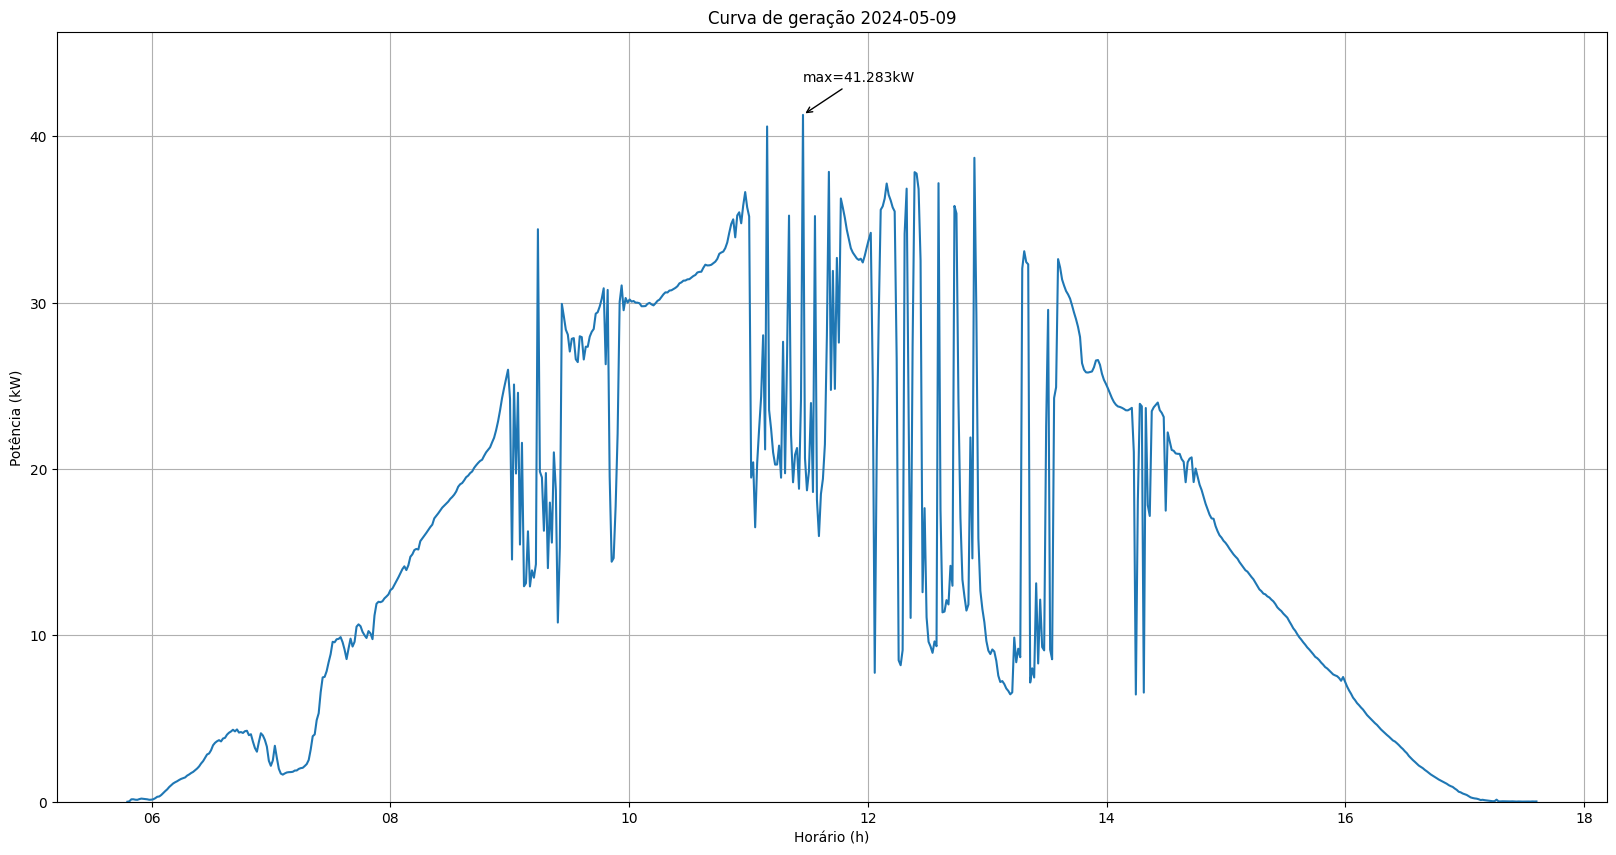 Curva de geração 2024-05-09
max=41.283kW
Potência (kW)
40
30
20
10
0
06 08 10 12 14 16 18
Horário (h)